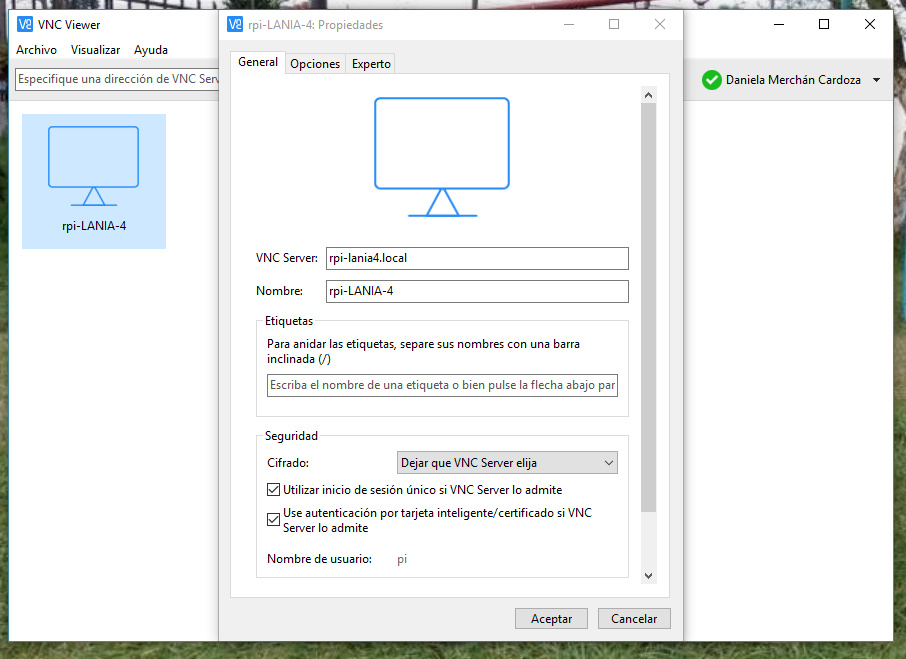 VNC Viewer
Archivo Visualizar Ayuda
Especifique una dirección de VNC
Daniela Merchán Cardoza
rpi-LANIA-4
rpi-LANIA-4: Propiedades
General Opciones Experto
VNC Server: rpi-lania4.local
Nombre: rpi-LANIA-4
Etiquetas
Para anidar las etiquetas, separe sus nombres con una barra
inclinada (/)
Escriba el nombre de una etiqueta o bien pulse la flecha abajo par
Seguridad
Cifrado: Dejar que VNC Server elija
Utilizar inicio de sesión único si VNC Server lo admite
Use autenticación por tarjeta inteligente/certificado si VNC
Server lo admite
Nombre de usuario: pi
Aceptar Cancelar